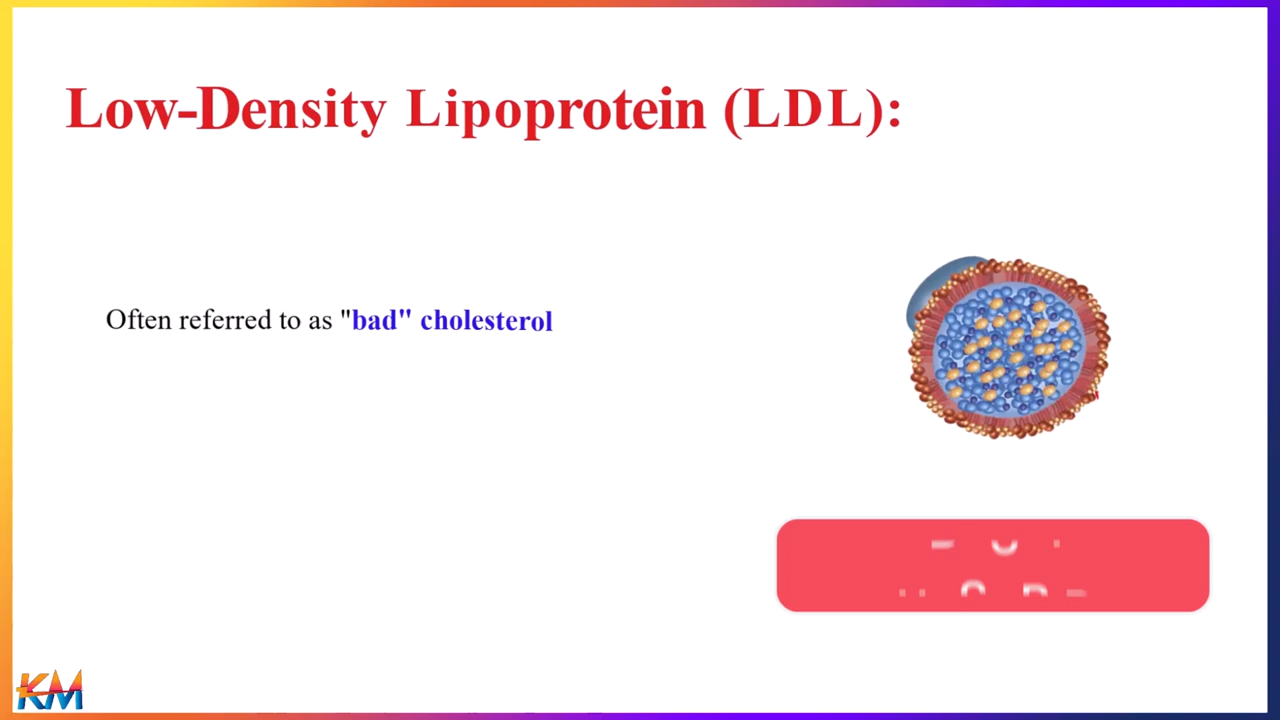 Low-Density Lipoprotein (LDL):
Often referred to as "bad" cholesterol
KM